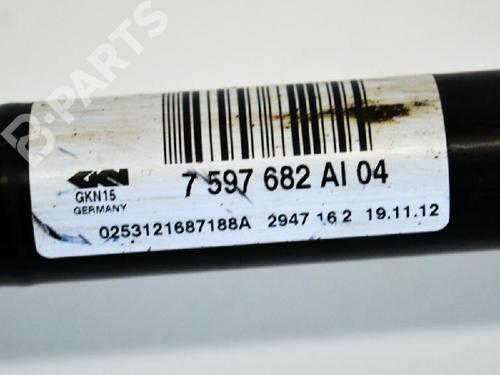 B-PARTS
GKN
7 597 682 AI 04
GKN15
GERMANY
0253121687188A 2947 16 2 19.11.12